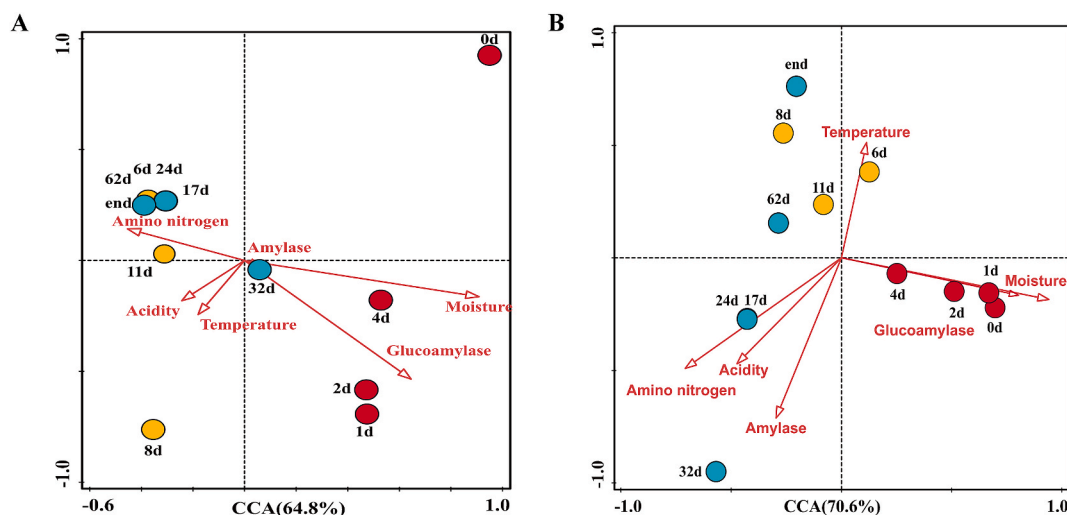 A
1.0
0d
6d 24d
62d
17d
end
Amino nitrogen
11d
Amylase
32d
Acidity
Temperature
4d
Moisture
Glucoamylase
2d
1d
8d
-1.0
-0.6
CCA(64.8%)
1.0
B
1.0
end
8d
Temperature
6d
11d
62d
1d
Moisture
4d
2d
0d
Glucoamylase
24d 17d
Acidity
Amino nitrogen
Amylase
32d
-1.0
-1.0
CCA(70.6%)
1.0